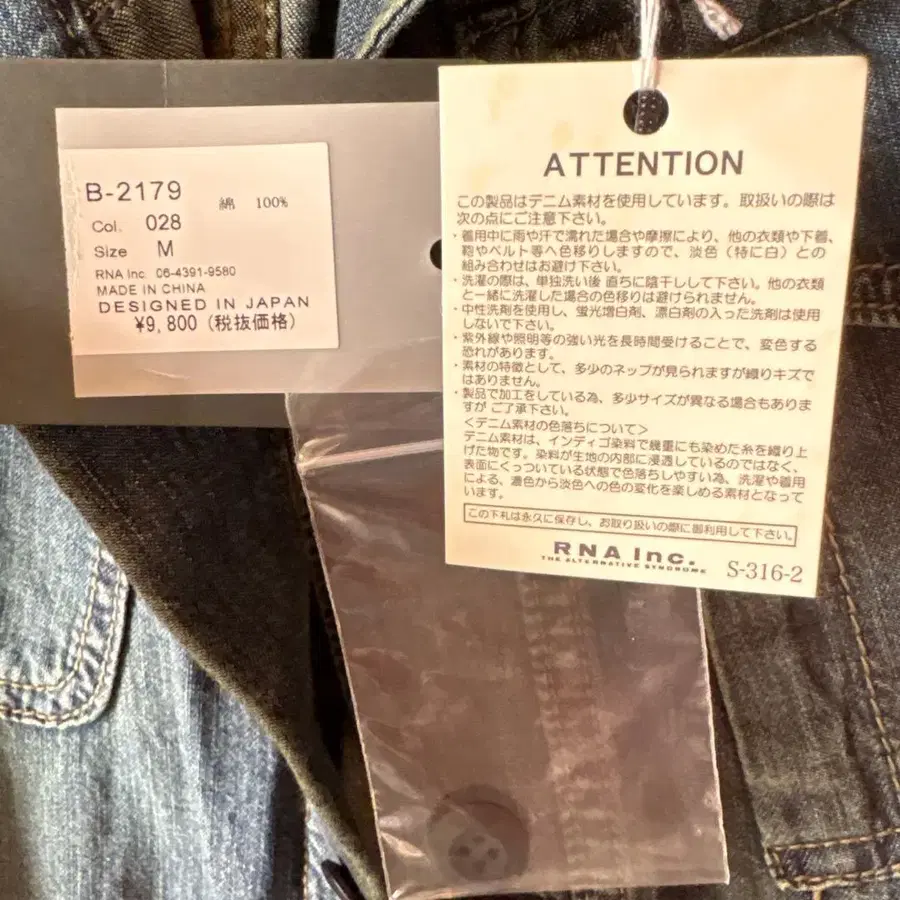 B-2179
綿 100%
Col. 028
Size M
RNA Inc. 06-4391-9580
MADE IN CHINA
DESIGNED IN JAPAN
¥9,800 (税抜価格)
ATTENTION
この製品はデニム素材を使用しています。取扱いの際は
次の点にご注意下さい。
・着用中に雨や汗で濡れた場合や摩擦により、他の衣類や下着、
鞄やベルト等へ色移りしますので、淡色（特に白）との
組み合わせはお避け下さい。
・洗濯の際は、単独洗い後 直ちに陰干しして下さい。他の衣類
と一緒に洗濯した場合の色移りは避けられません。
・中性洗剤を使用し、蛍光増白剤、漂白剤の入った洗剤は使用
しないで下さい。
・紫外線や照明等の強い光を長時間受けることで、変色する
恐れがあります。
・素材の特徴として、多少のネップが見られますが織りキズで
はありません。
・製品で加工をしている為、多少サイズが異なる場合もありま
すが ご了承下さい。
＜デニム素材の色落ちについて＞
デニム素材は、インディゴ染料で幾重にも染めた糸を織り上
げた物です。染料が生地の内部に浸透しているのではなく、
表面にくっついている状態で色落ちしやすい為、洗濯や着用
による、濃色から淡色への色の変化を楽しめる素材となって
います。
この下札は永久に保存し、お取り扱いの際に御利用して下さい。
RNA Inc.
THE ALTERNATIVE SYNDROME
S-316-2